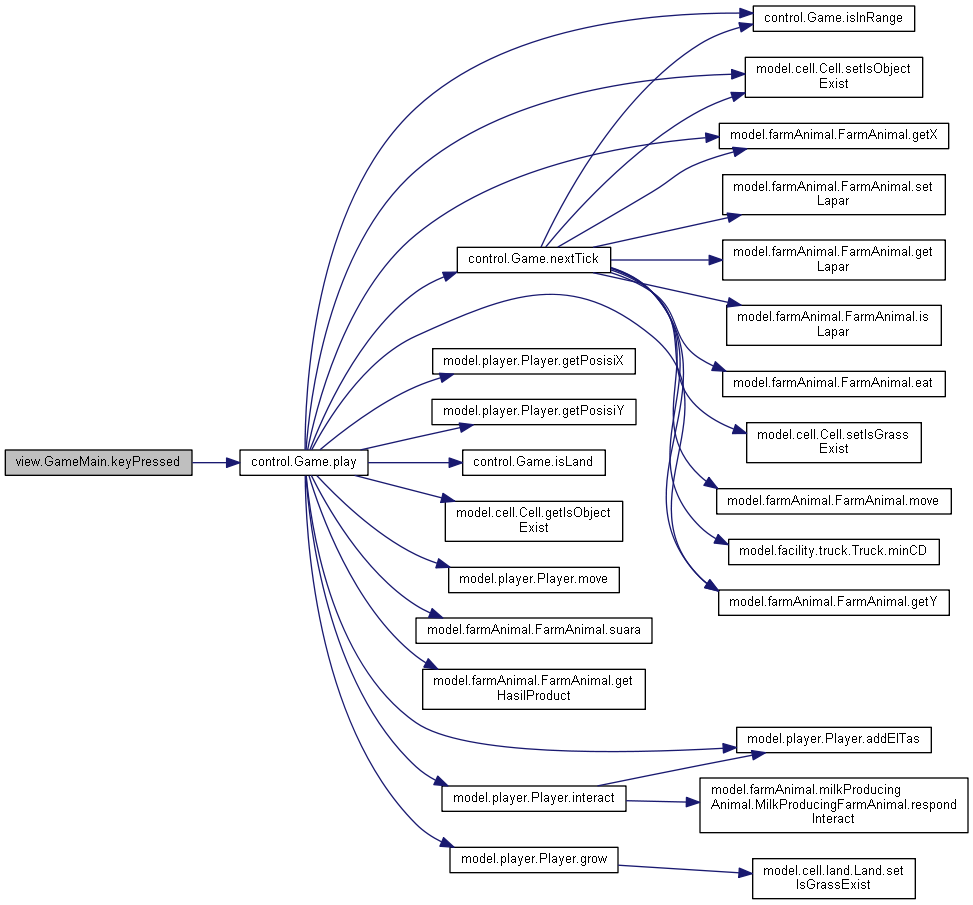 control.Game.isInRange
model.cell.Cell.setIsObject
Exist
model.farmAnimal.FarmAnimal.getX
model.farmAnimal.FarmAnimal.set
Lapar
control.Game.nextTick
model.farmAnimal.FarmAnimal.get
Lapar
model.farmAnimal.FarmAnimal.is
Lapar
model.player.Player.getPosisiX
model.farmAnimal.FarmAnimal.eat
model.player.Player.getPosisiY
model.cell.Cell.setIsGrass
Exist
view.GameMain.keyPressed
control.Game.play
control.Game.isLand
model.farmAnimal.FarmAnimal.move
model.cell.Cell.getIsObject
Exist
model.facility.truck.Truck.minCD
model.player.Player.move
model.farmAnimal.FarmAnimal.getY
model.farmAnimal.FarmAnimal.suara
model.farmAnimal.FarmAnimal.get
HasilProduct
model.player.Player.addElTas
model.player.Player.interact
model.farmAnimal.milkProducing
Animal.MilkProducingFarmAnimal.respond
Interact
model.player.Player.grow
model.cell.land.Land.set
IsGrassExist